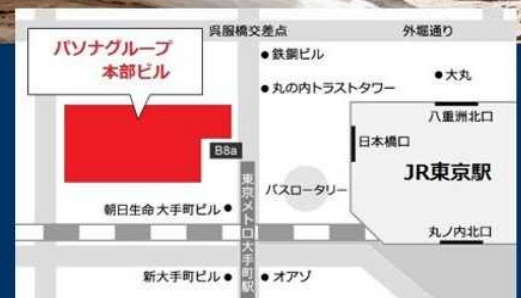 呉服橋交差点
外堀通り
パソナグループ
本部ビル
●鉄鋼ビル
●丸の内トラストタワー
●大丸
八重洲北口
日本橋口
JR東京駅
B8a
バスロータリー
東京メトロ大手町駅
朝日生命大手町ビル●
丸ノ内北口
新大手町ビル●
●オアゾ